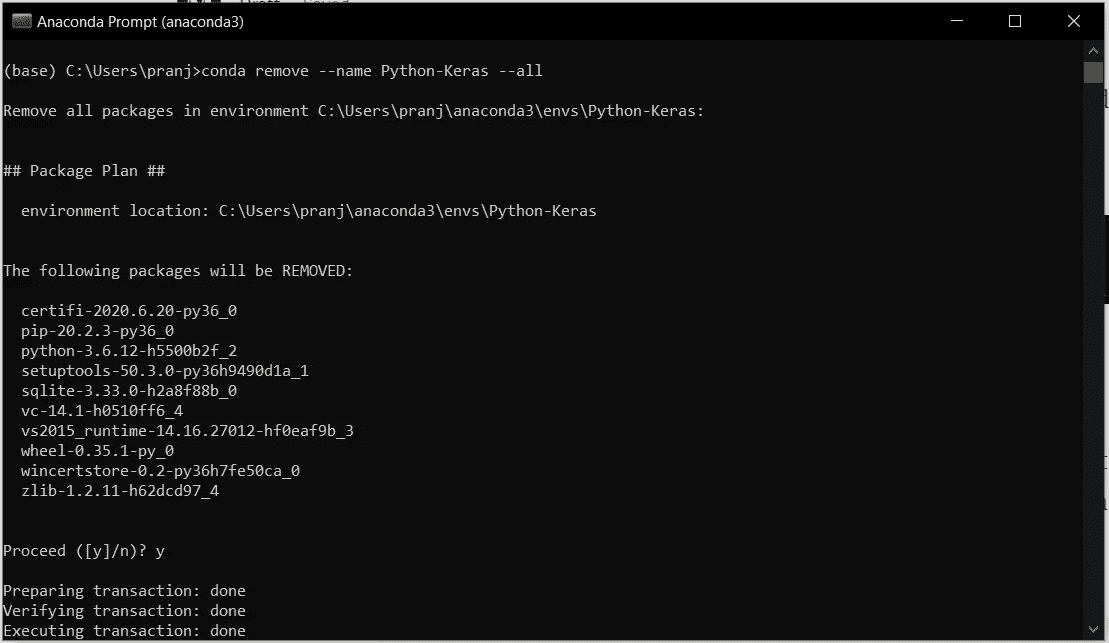 Anaconda Prompt (anaconda3)
(base) C:\Users\pranj>conda remove --name Python-Keras --all
Remove all packages in environment C:\Users\pranj\anaconda3\envs\Python-Keras:
## Package Plan ##
environment location: C:\Users\pranj\anaconda3\envs\Python-Keras
The following packages will be REMOVED:
certifi-2020.6.20-py36_0
pip-20.2.3-py36_0
python-3.6.12-h5500b2f_2
setuptools-50.3.0-py36h9490d1a_1
sqlite-3.33.0-h2a8f88b_0
vc-14.1-h0510ff6_4
vs2015_runtime-14.16.27012-hf0eaf9b_3
wheel-0.35.1-py_0
wincertstore-0.2-py36h7fe50ca_0
zlib-1.2.11-h62dcd97_4
Proceed ([y]/n)? y
Preparing transaction: done
Verifying transaction: done
Executing transaction: done